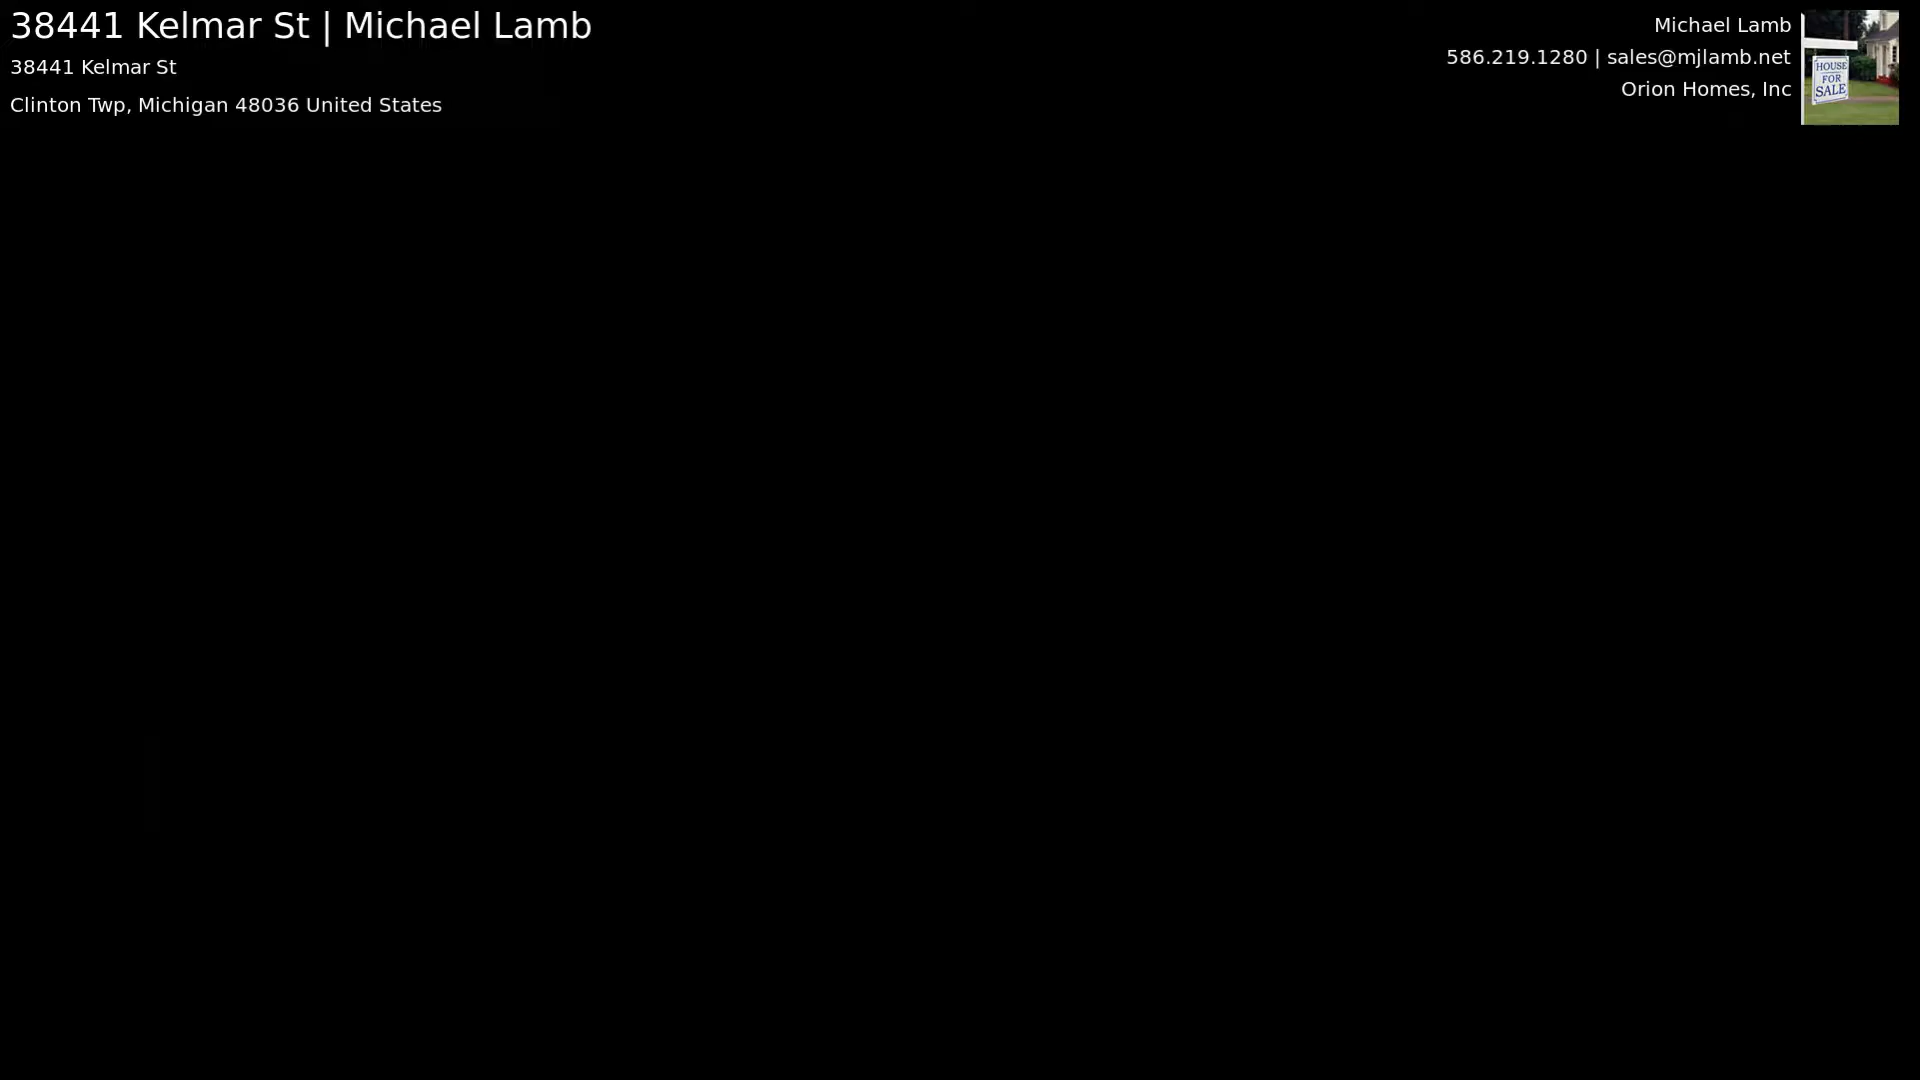 38441 Kelmar St | Michael Lamb
38441 Kelmar St
Clinton Twp, Michigan 48036 United States
Michael Lamb
586.219.1280 | sales@mjlamb.net
Orion Homes, Inc
HOUSE
FOR
SALE